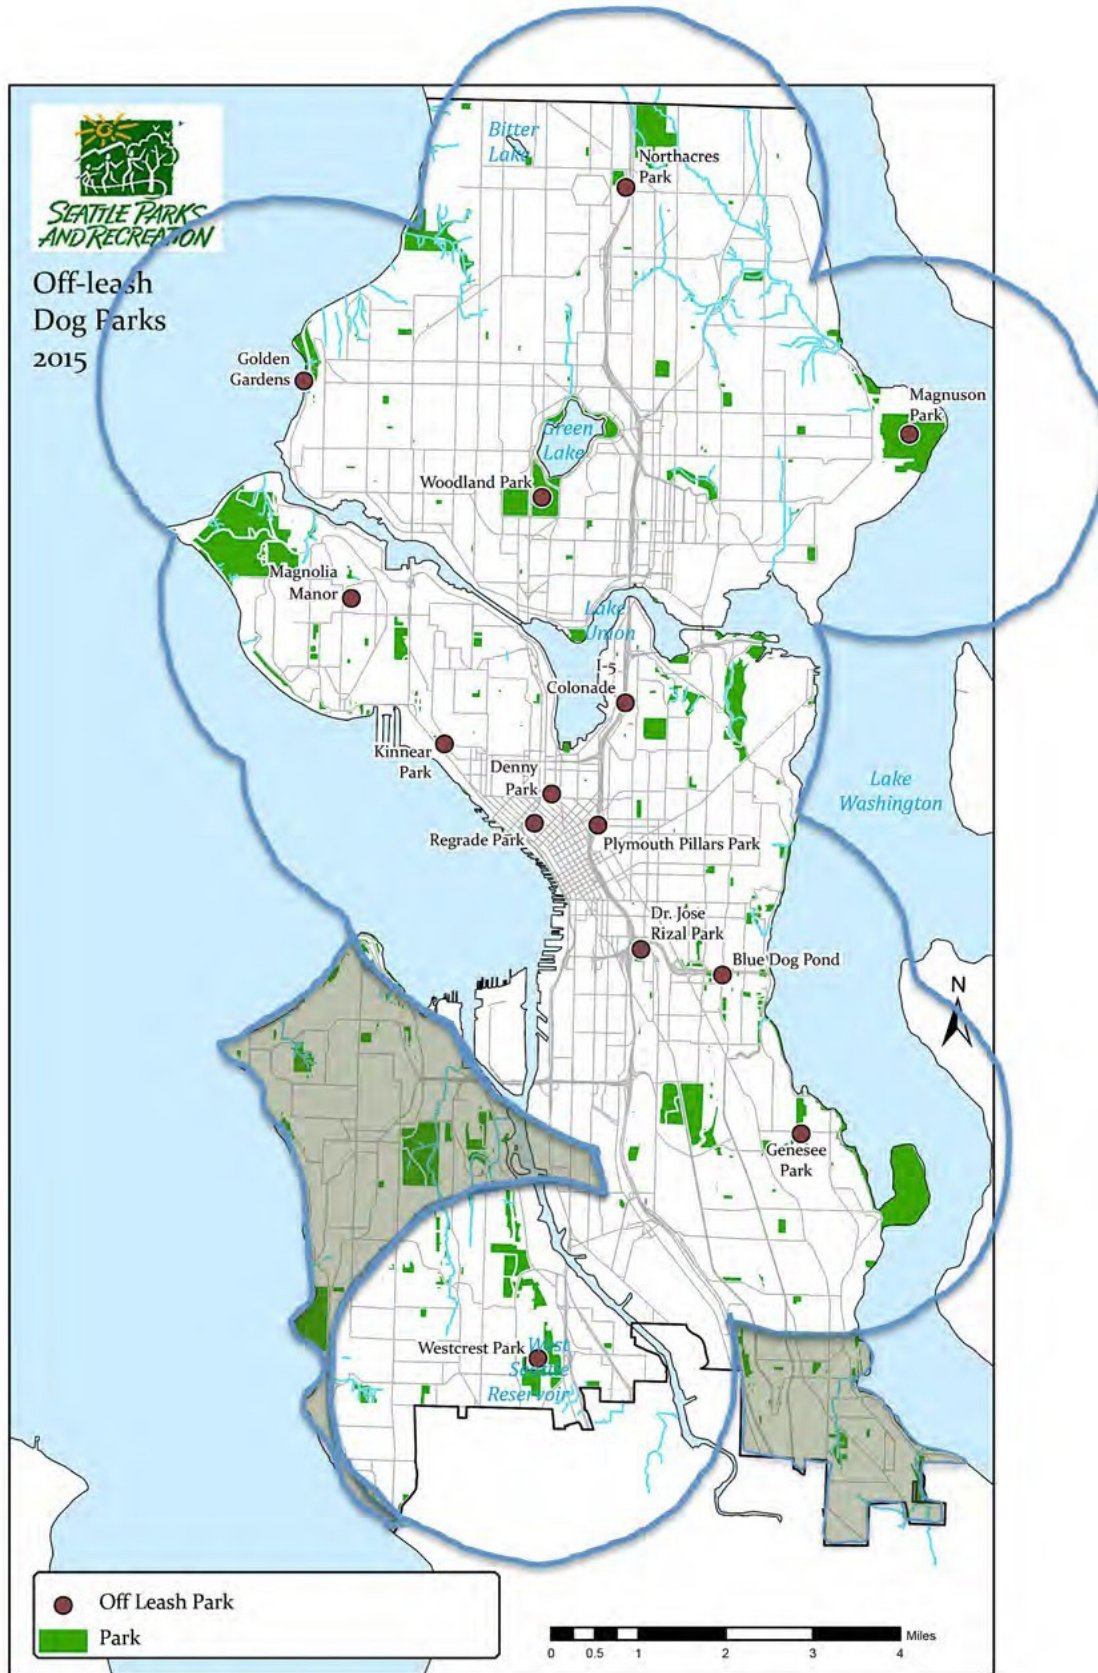 SEATTLE PARKS
AND RECREATION
Off-leash
Dog Parks
2015
Bitter
Lake
Northacres
Park
Golden
Gardens
Magnuson
Park
Green
Lake
Woodland Park
Magnolia
Manor
Lake
Union
I-5
Colonade
Kinnear
Park
Denny
Park
Lake
Washington
Regrade Park
Plymouth Pillars Park
Dr. Jose
Rizal Park
Blue Dog Pond
N
Genesee
Park
Westcrest Park
West
Seattle
Reservoir
Off Leash Park
Park
Miles
0 0.5 1 2 3 4